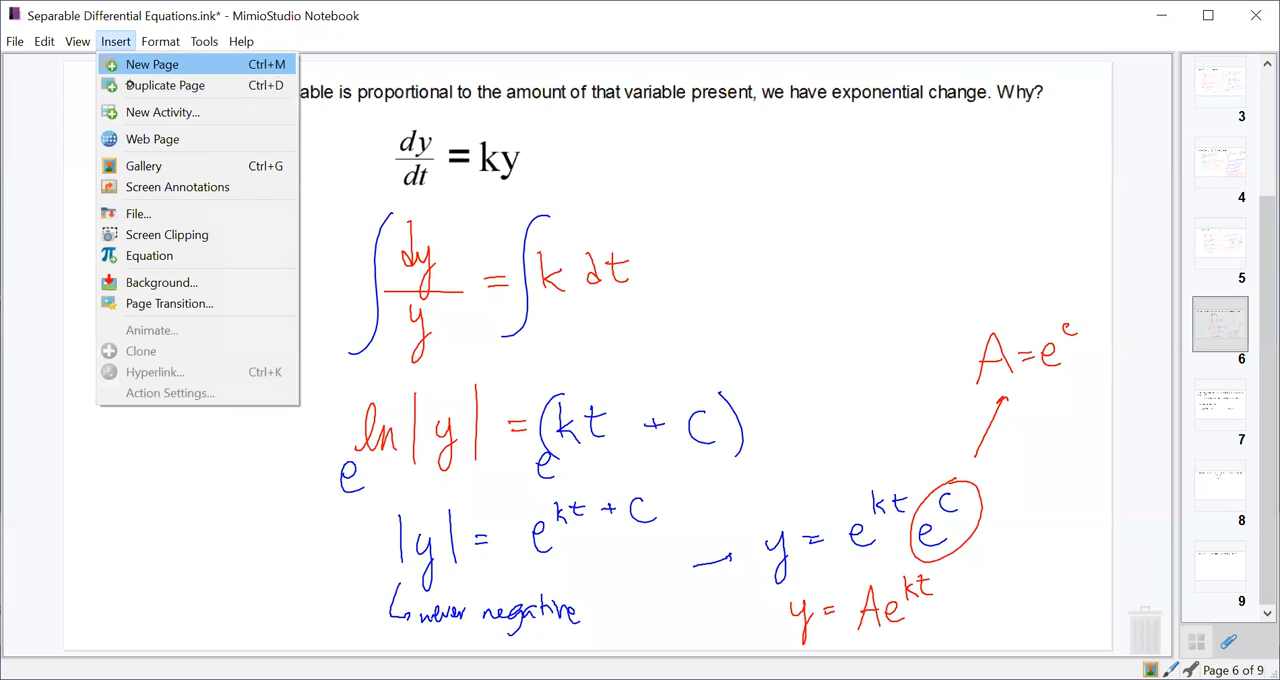 Separable Differential Equations.ink* - MimioStudio Notebook
File Edit View Insert Format Tools Help
New Page Ctrl+M
Duplicate Page Ctrl+D
New Activity...
Web Page
Gallery Ctrl+G
Screen Annotations
File...
Screen Clipping
Equation
Background...
Page Transition...
Animate...
Clone
Hyperlink... Ctrl+K
Action Settings...
able is proportional to the amount of that variable present, we have exponential change. Why?
dy/dt = ky
∫ dy/y = ∫ k dt
A = e^c
e^ln|y| = e^(kt + C)
|y| = e^kt + C → y = e^kt e^C
↳ never negative
y = Ae^kt
3
4
5
6
7
8
9
Page 6 of 9